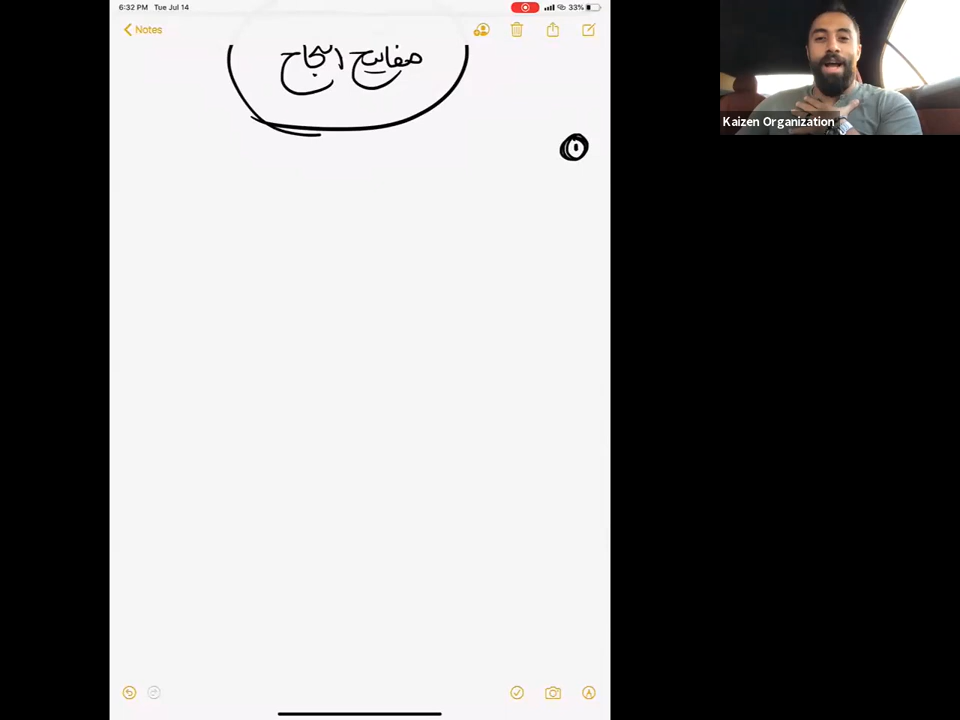 6:32 PM Tue Jul 14
33%
Notes
مفاتيح النجاح
Kaizen Organization